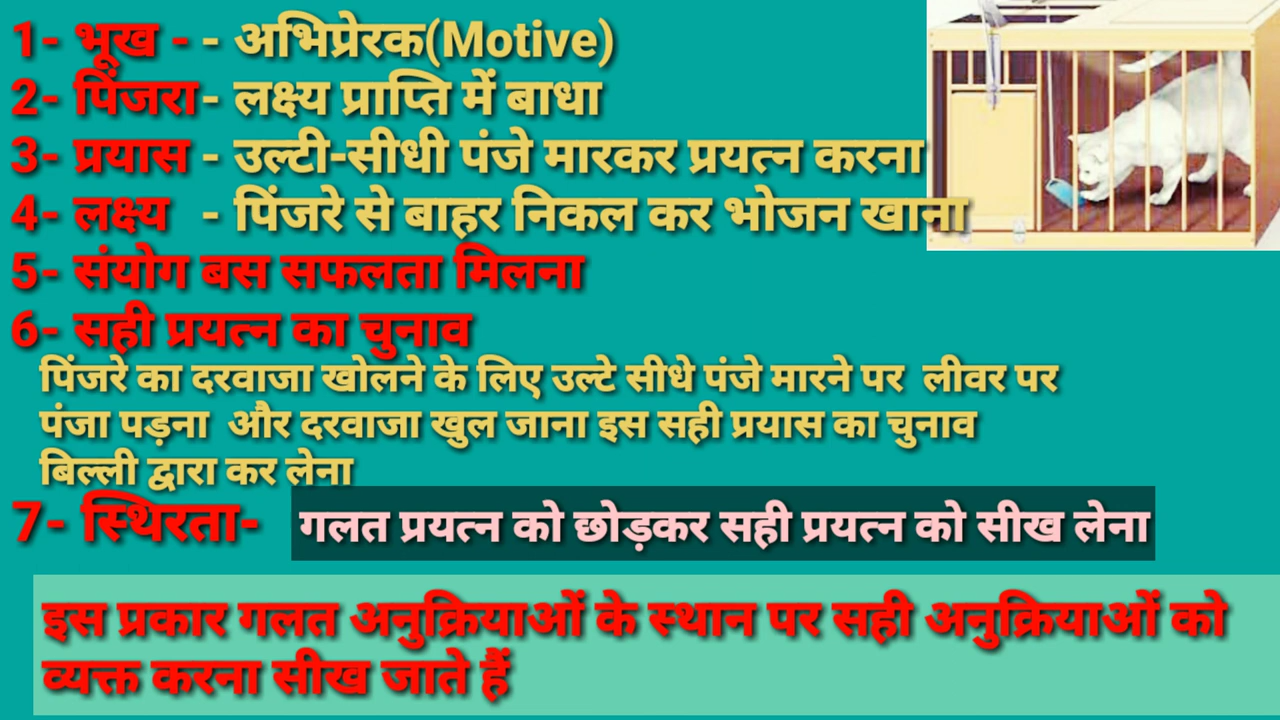 1- भूख - - अभिप्रेरक(Motive)
2- पिंजरा - लक्ष्य प्राप्ति में बाधा
3- प्रयास - उल्टी-सीधी पंजे मारकर प्रयत्न करना
4- लक्ष्य - पिंजरे से बाहर निकल कर भोजन खाना
5- संयोग बस सफलता मिलना
6- सही प्रयत्न का चुनाव
पिंजरे का दरवाजा खोलने के लिए उल्टे सीधे पंजे मारने पर लीवर पर
पंजा पड़ना और दरवाजा खुल जाना इस सही प्रयास का चुनाव
बिल्ली द्वारा कर लेना
7- स्थिरता- गलत प्रयत्न को छोड़कर सही प्रयत्न को सीख लेना
इस प्रकार गलत अनुक्रियाओं के स्थान पर सही अनुक्रियाओं को
व्यक्त करना सीख जाते हैं